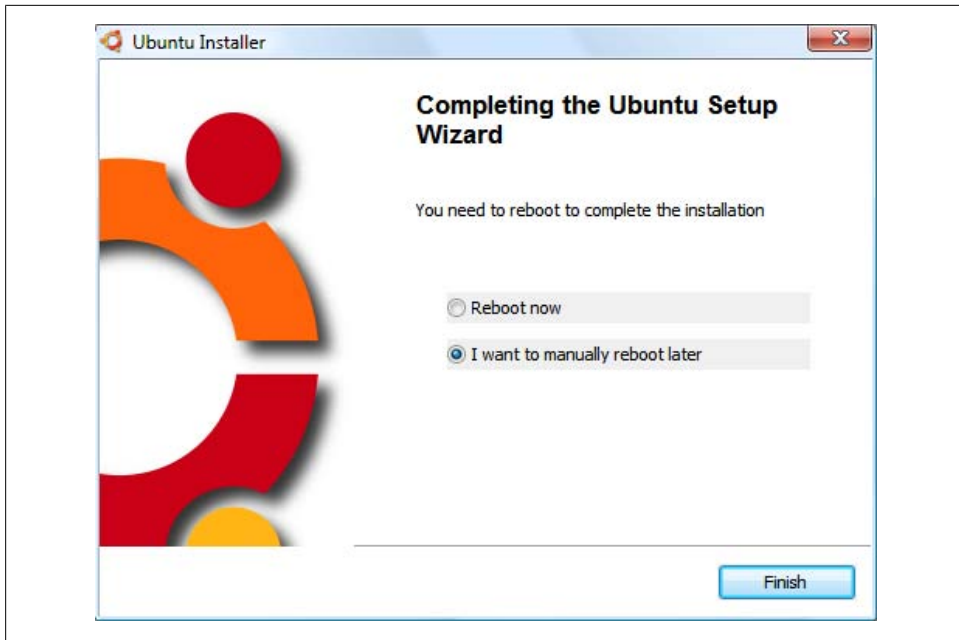 Ubuntu Installer
Completing the Ubuntu Setup
Wizard
You need to reboot to complete the installation
Reboot now
I want to manually reboot later
Finish